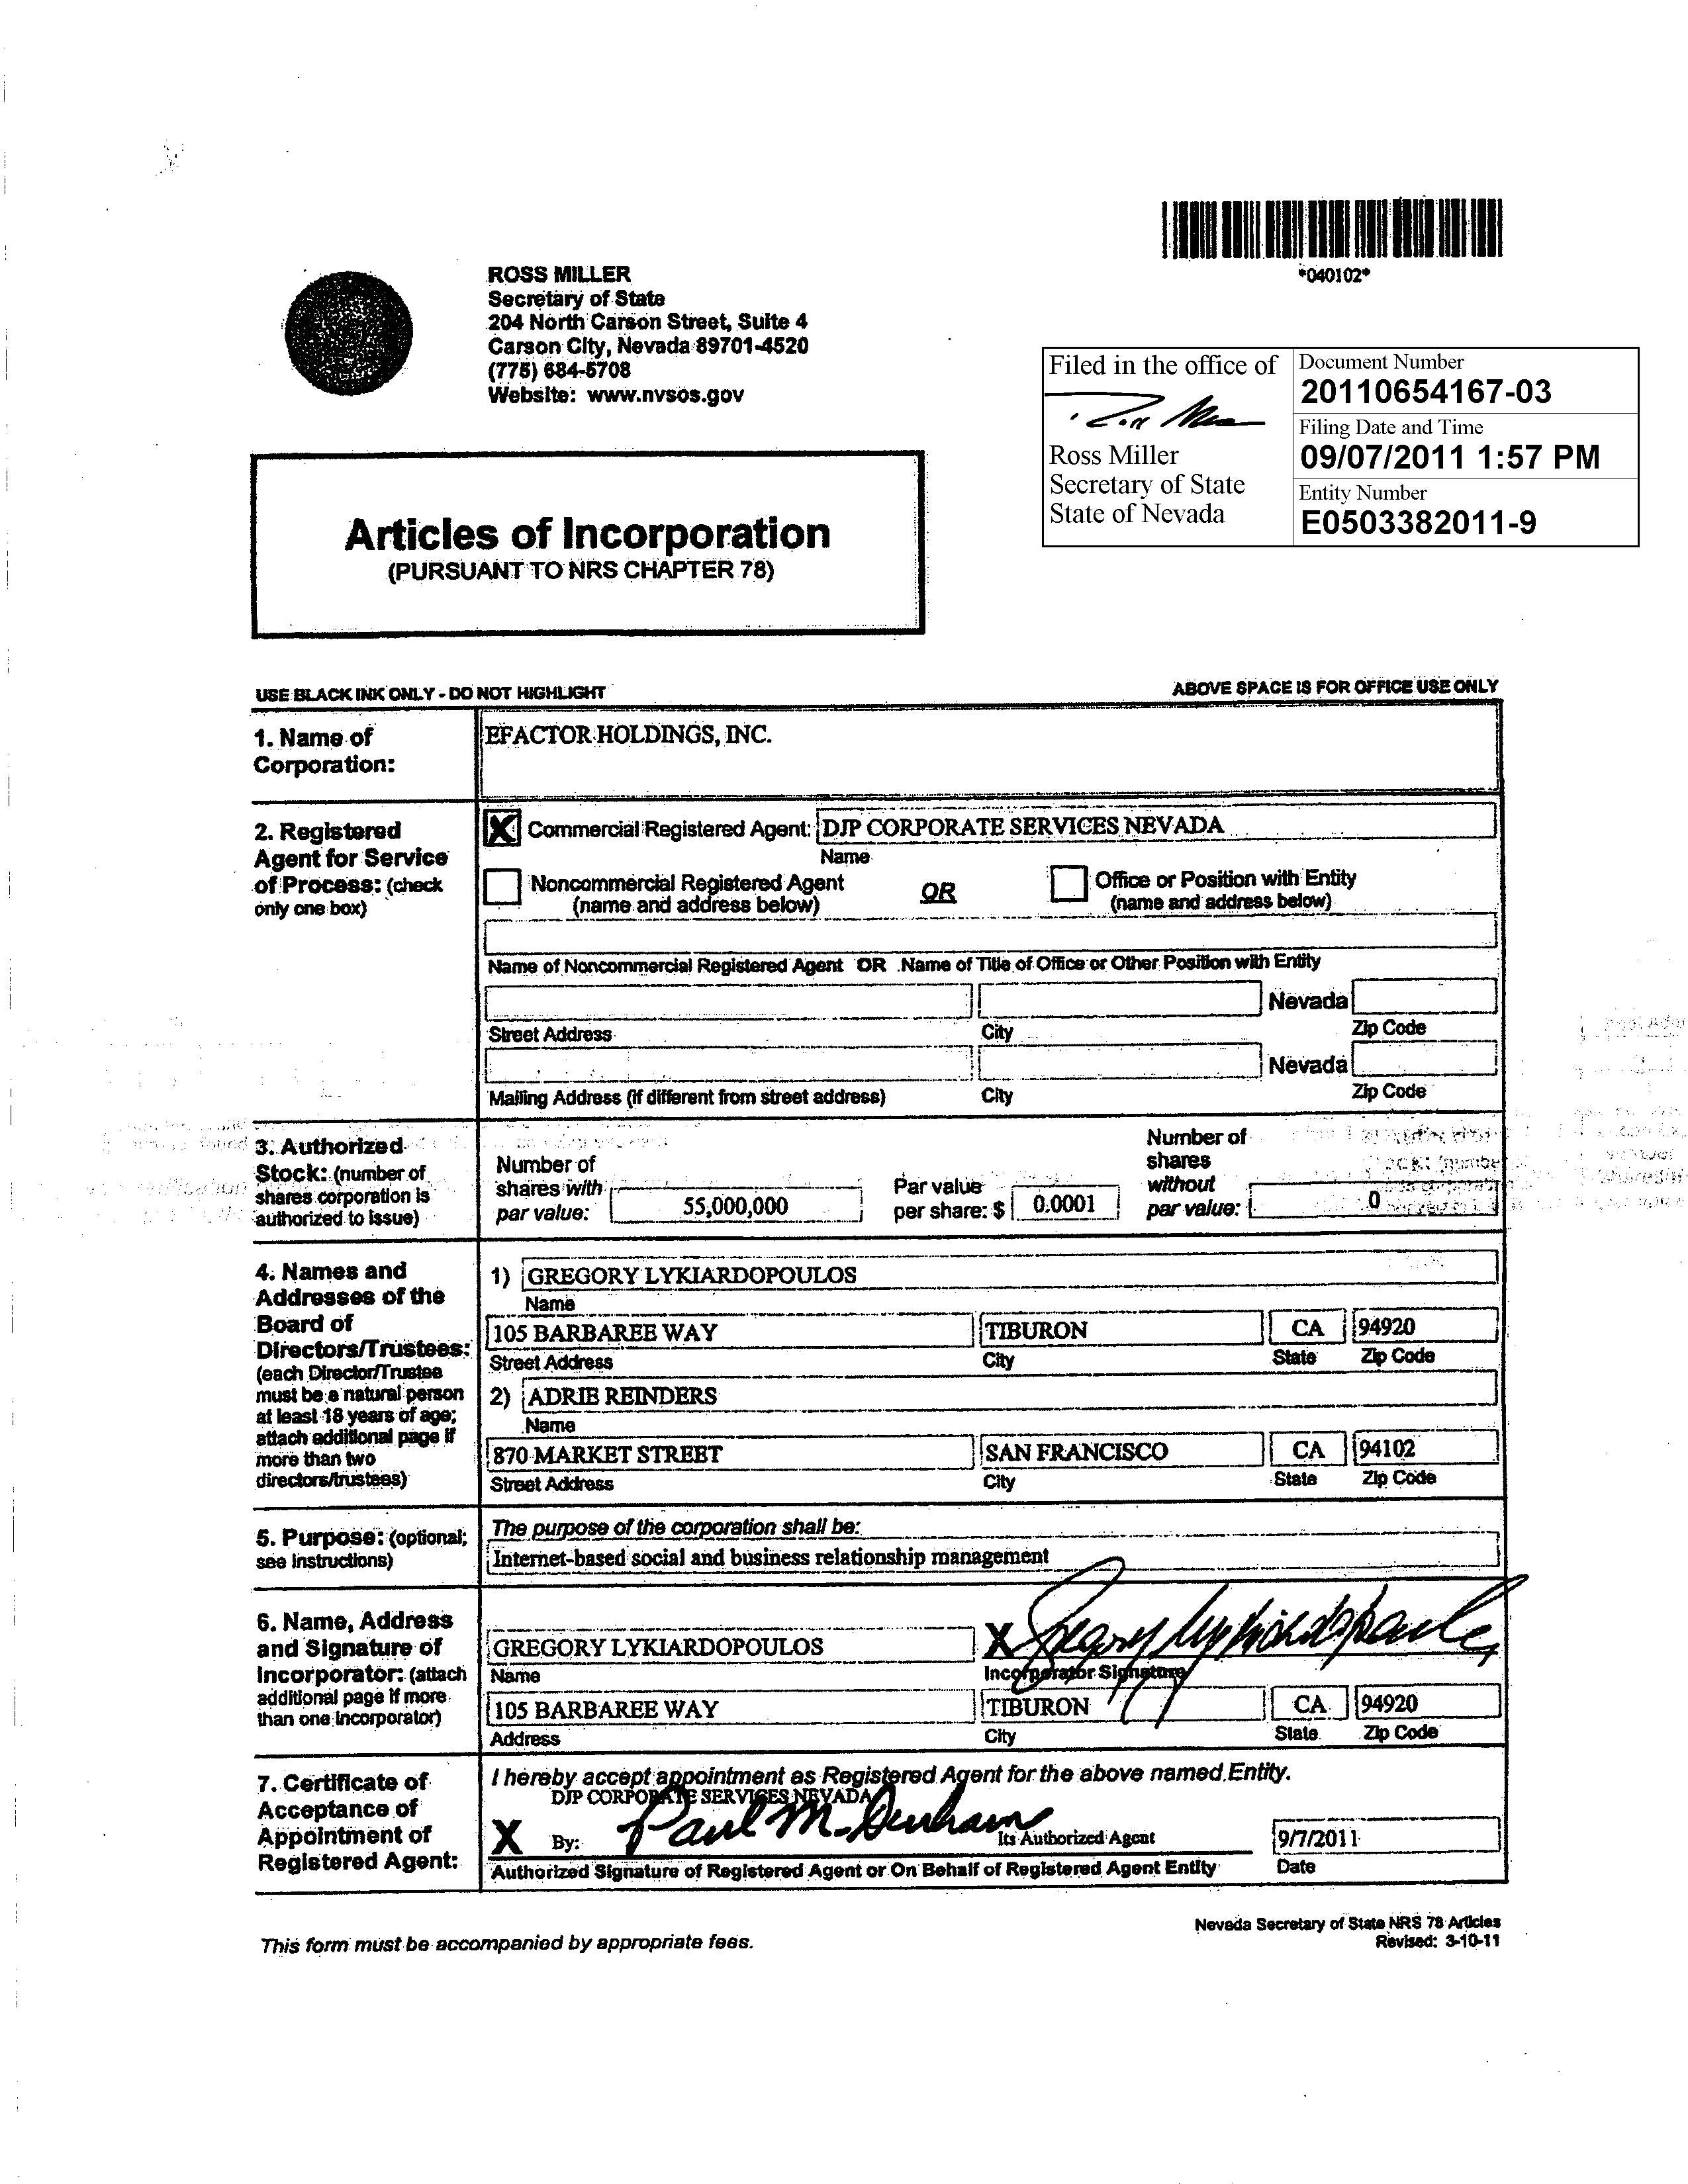 *040102*
ROSS MILLER
Secretary of State
204 North Carson Street, Suite 4
Carson City, Nevada 89701-4520
(775) 684-5708
Website: www.nvsos.gov
Filed in the office of
Ross Miller
Secretary of State
State of Nevada
Document Number
20110654167-03
Filing Date and Time
09/07/2011 1:57 PM
Entity Number
E0503382011-9
Articles of Incorporation
(PURSUANT TO NRS CHAPTER 78)
USE BLACK INK ONLY - DO NOT HIGHLIGHT
ABOVE SPACE IS FOR OFFICE USE ONLY
1. Name of
Corporation:
EFACTOR HOLDINGS, INC.
2. Registered
Agent for Service
of Process: (check
only one box)
X Commercial Registered Agent: DJP CORPORATE SERVICES NEVADA
Name
Noncommercial Registered Agent
(name and address below)
OR
Office or Position with Entity
(name and address below)
Name of Noncommercial Registered Agent OR Name of Title of Office or Other Position with Entity
Nevada
Street Address City Zip Code
Nevada
Mailing Address (if different from street address) City Zip Code
3. Authorized
Stock: (number of
shares corporation is
authorized to issue)
Number of
shares with
par value: 55,000,000
Par value
per share: $ 0.0001
Number of
shares
without
par value: 0
4. Names and
Addresses of the
Board of
Directors/Trustees:
(each Director/Trustee
must be a natural person
at least 18 years of age;
attach additional page if
more than two
directors/trustees)
1) GREGORY LYKIARDOPOULOS
Name
105 BARBAREE WAY TIBURON CA 94920
Street Address City State Zip Code
2) ADRIE REINDERS
Name
870 MARKET STREET SAN FRANCISCO CA 94102
Street Address City State Zip Code
5. Purpose: (optional;
see instructions)
The purpose of the corporation shall be:
Internet-based social and business relationship management
6. Name, Address
and Signature of
Incorporator: (attach
additional page if more
than one incorporator)
GREGORY LYKIARDOPOULOS X Gregory Lykiardopoulos
Name Incorporator Signature
105 BARBAREE WAY TIBURON CA 94920
Address City State Zip Code
7. Certificate of
Acceptance of
Appointment of
Registered Agent:
I hereby accept appointment as Registered Agent for the above named Entity.
DJP CORPORATE SERVICES NEVADA
X By: Paul M. Denham Its Authorized Agent 9/7/2011
Authorized Signature of Registered Agent or On Behalf of Registered Agent Entity Date
This form must be accompanied by appropriate fees.
Nevada Secretary of State NRS 78 Articles
Revised: 3-10-11